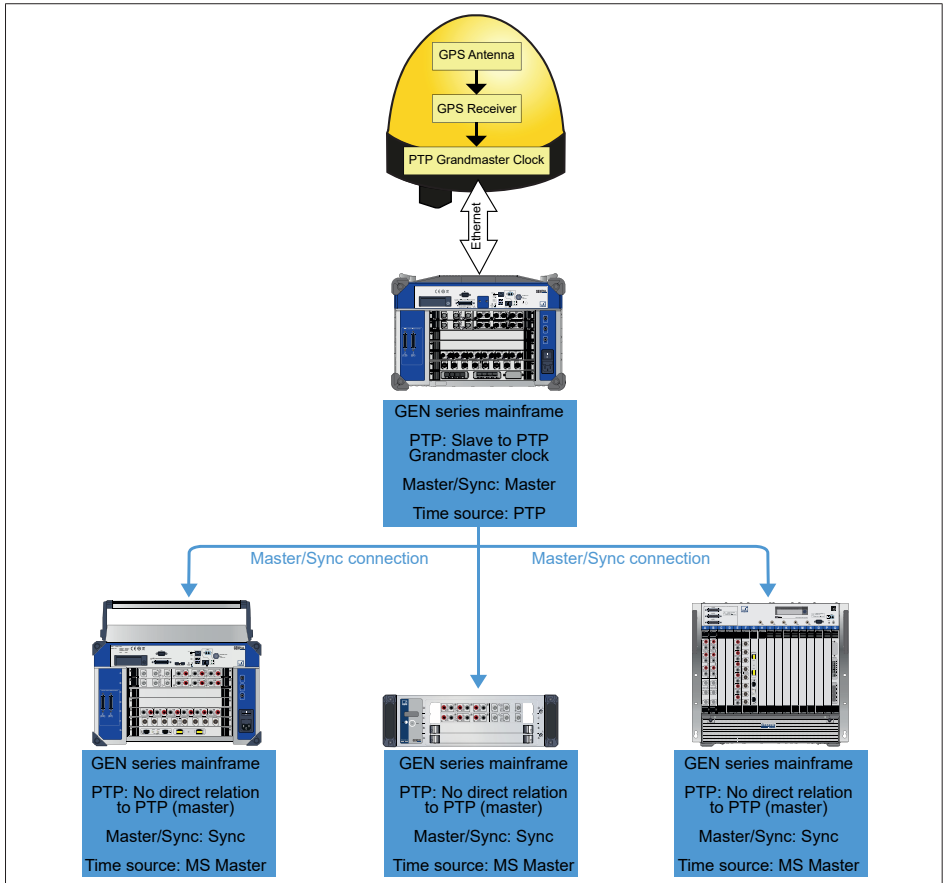 GPS Antenna
GPS Receiver
PTP Grandmaster Clock
Ethernet
GEN series mainframe
PTP: Slave to PTP
Grandmaster clock
Master/Sync: Master
Time source: PTP
Master/Sync connection
Master/Sync connection
GEN series mainframe
PTP: No direct relation
to PTP (master)
Master/Sync: Sync
Time source: MS Master
GEN series mainframe
PTP: No direct relation
to PTP (master)
Master/Sync: Sync
Time source: MS Master
GEN series mainframe
PTP: No direct relation
to PTP (master)
Master/Sync: Sync
Time source: MS Master